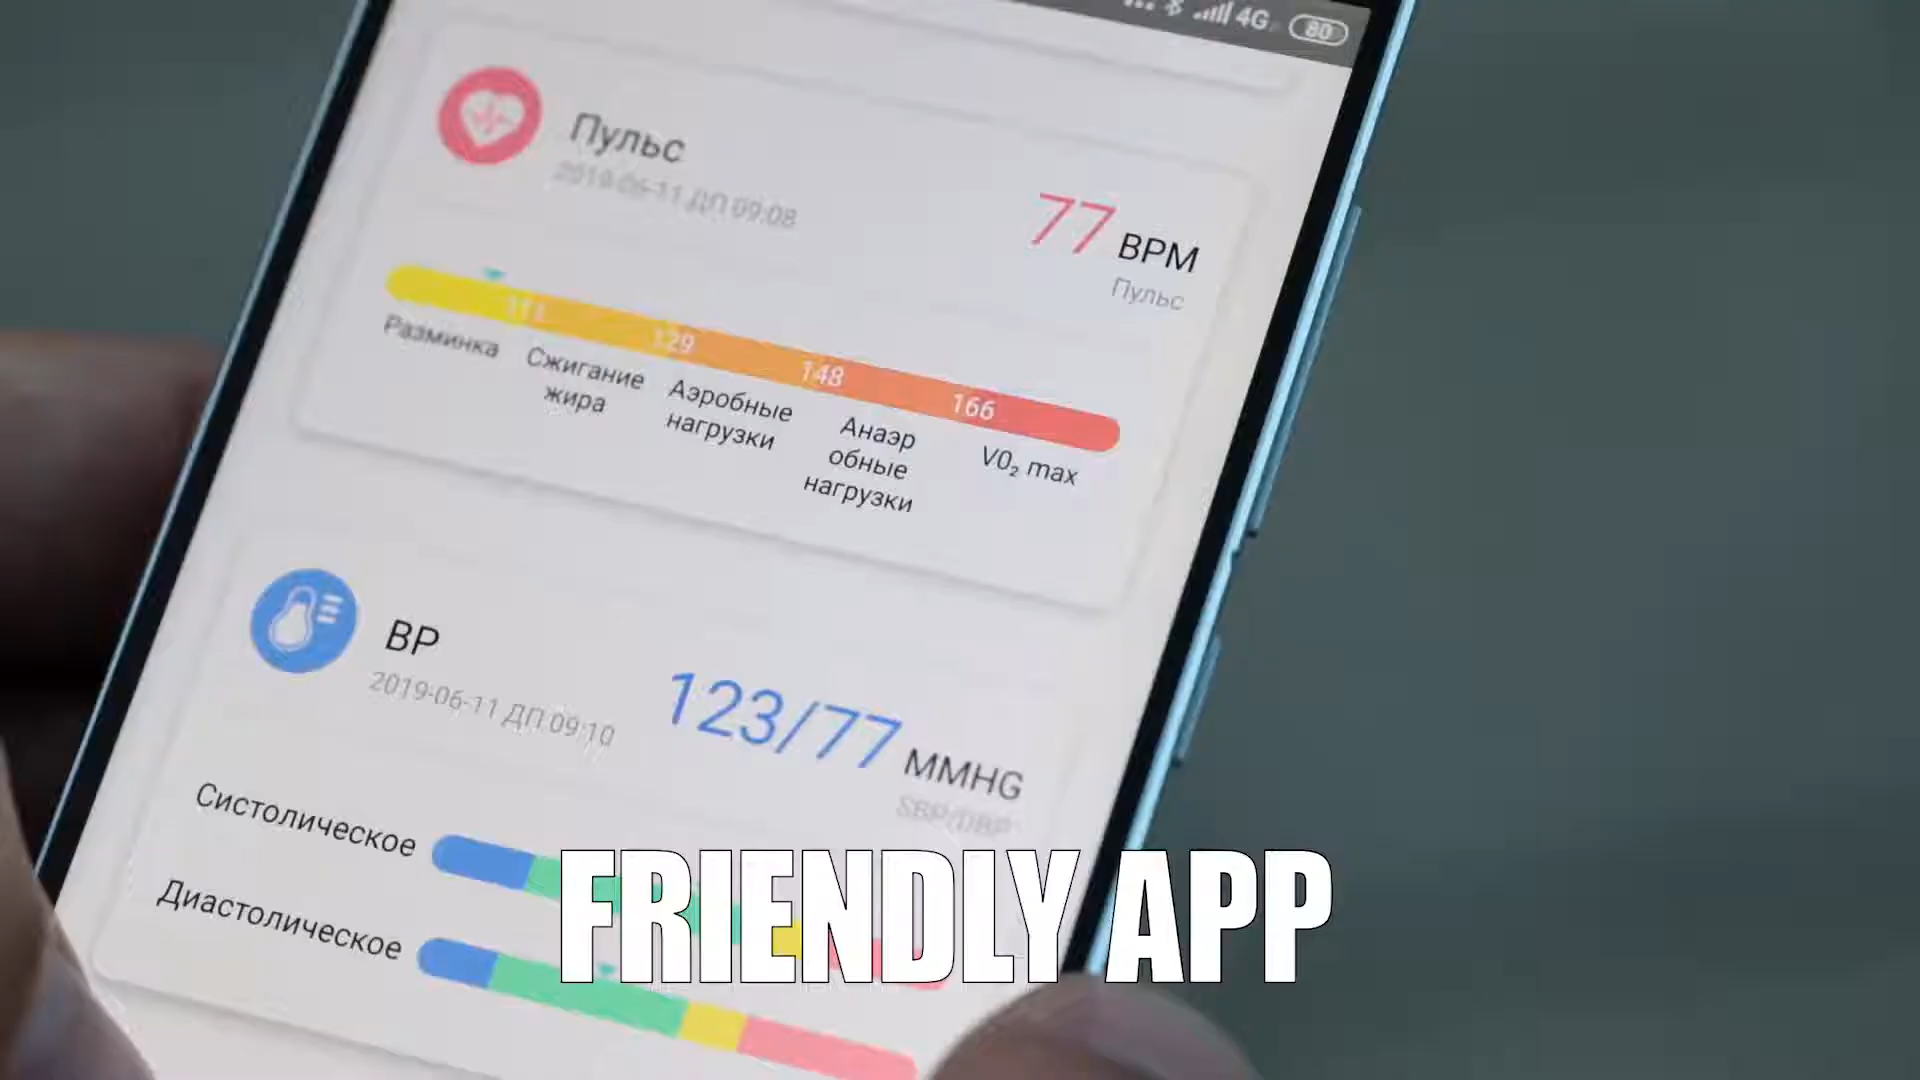 4G 80
Пульс
2019-06-11 ДП 09:08
77 BPM
Пульс
111 129 148 166
Разминка
Сжигание
жира
Аэробные
нагрузки
Анаэр
обные
нагрузки
V0₂ max
BP
2019-06-11 ДП 09:10
123/77 MMHG
SBP/DBP
Систолическое
Диастолическое
FRIENDLY APP